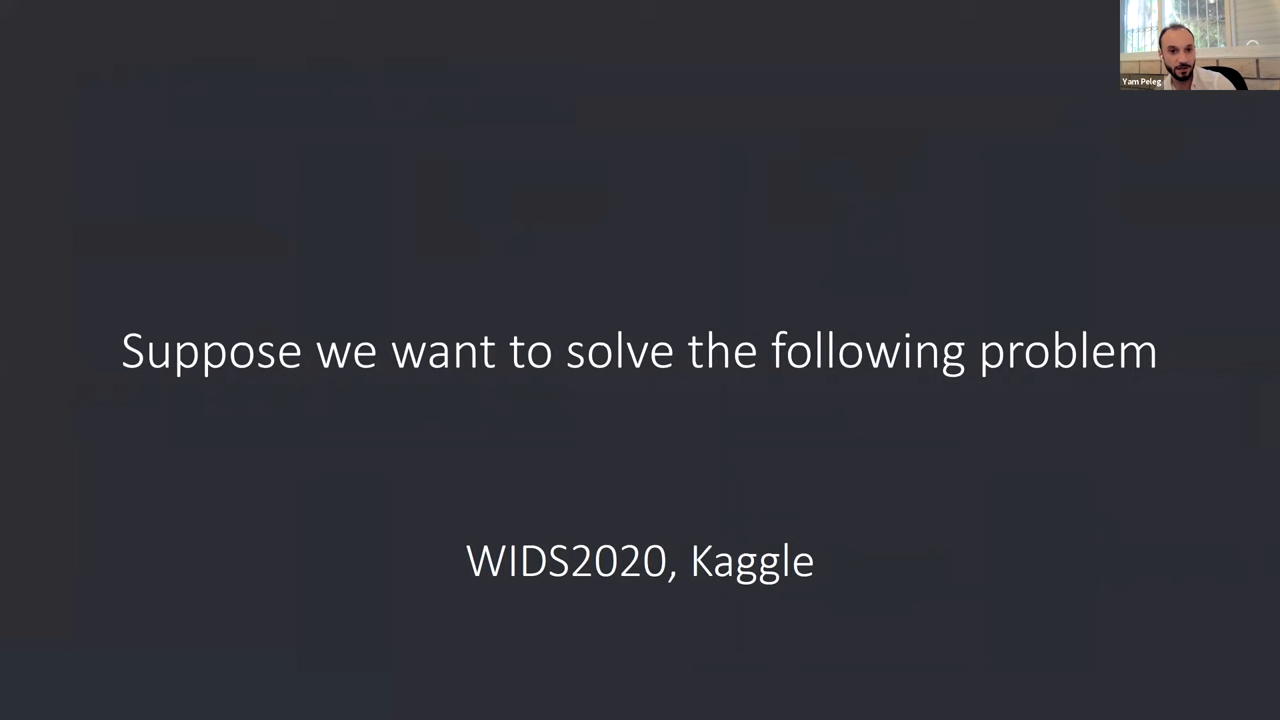 Yam Peleg
Suppose we want to solve the following problem
WIDS2020, Kaggle